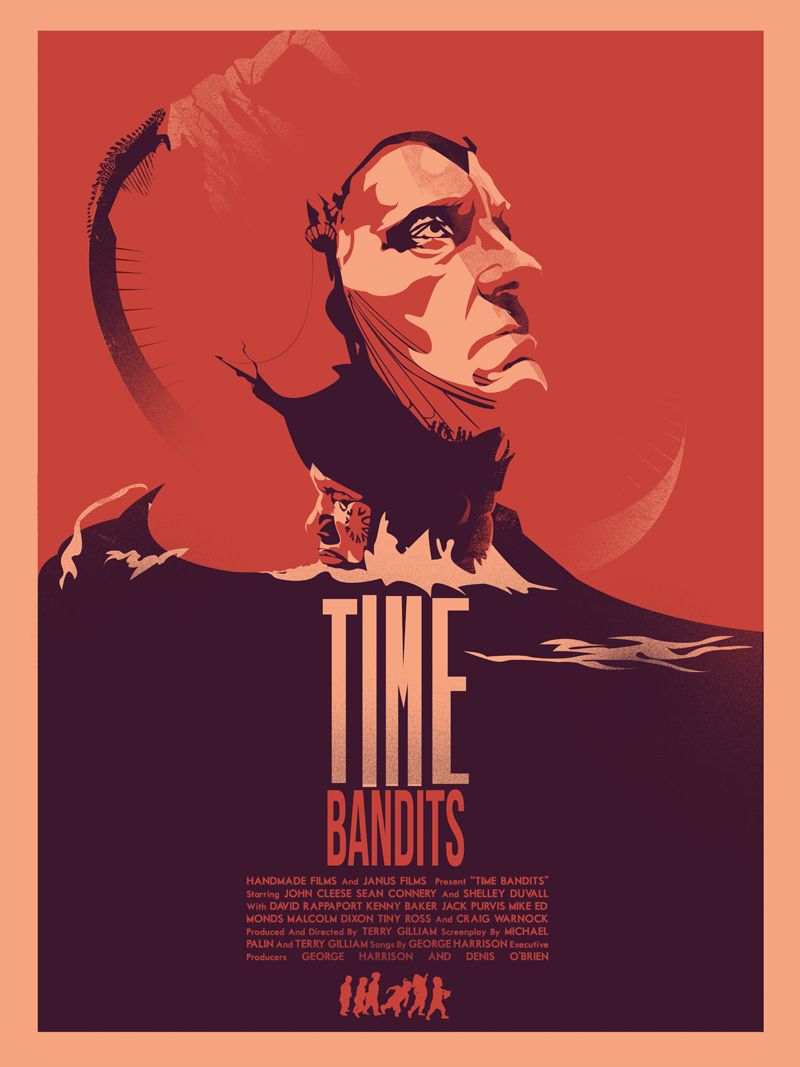 TIME
BANDITS
HANDMADE FILMS And JANUS FILMS Present "TIME BANDITS"
Starring JOHN CLEESE SEAN CONNERY And SHELLEY DUVALL
With DAVID RAPPAPORT KENNY BAKER JACK PURVIS MIKE ED
MONDS MALCOLM DIXON TINY ROSS And CRAIG WARNOCK
Produced And Directed By TERRY GILLIAM Screenplay By MICHAEL
PALIN And TERRY GILLIAM Songs By GEORGE HARRISON Executive
Producers GEORGE HARRISON AND DENIS O'BRIEN